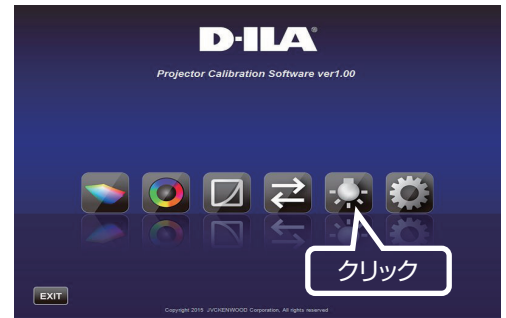 D-ILA®
Projector Calibration Software ver1.00
クリック
EXIT
Copyright 2015 JVCKENWOOD Corporation, All rights reserved